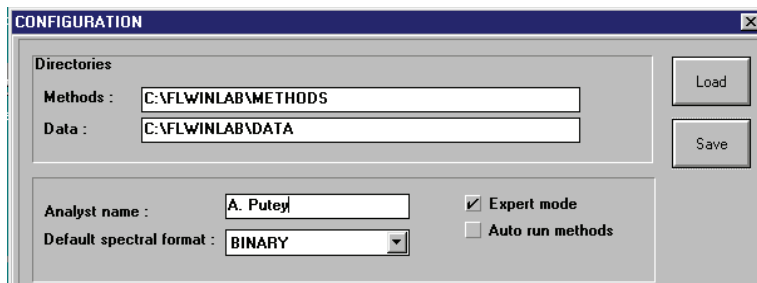 CONFIGURATION
Directories
Methods : C:\FLWINLAB\METHODS
Data : C:\FLWINLAB\DATA
Load
Save
Analyst name : A. Putey
Default spectral format : BINARY
Expert mode
Auto run methods